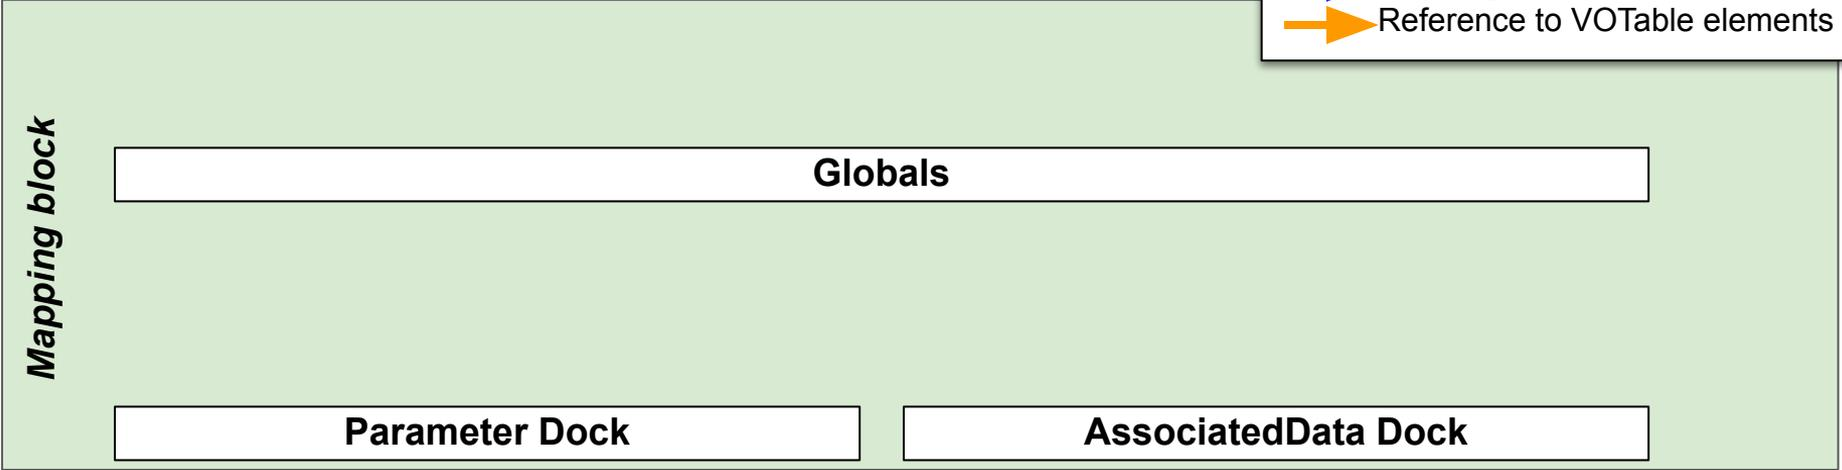 Reference to VOTable elements
Mapping block
Globals
Parameter Dock
AssociatedData Dock